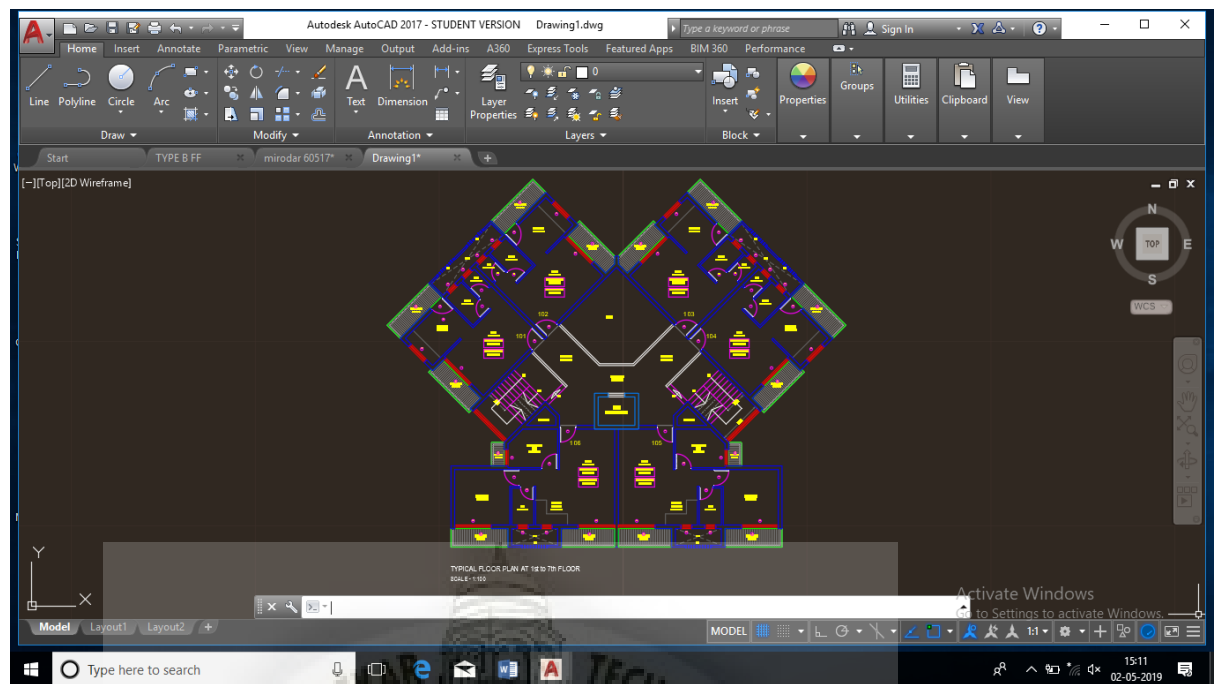 Autodesk AutoCAD 2017 - STUDENT VERSION Drawing1.dwg
Type a keyword or phrase
Sign In
Home Insert Annotate Parametric View Manage Output Add-ins A360 Express Tools Featured Apps BIM 360 Performance
0
Line Polyline Circle Arc
Text Dimension
Layer Properties
Insert
Properties
Groups
Utilities
Clipboard
View
Draw Modify Annotation Layers Block
Start TYPE B FF mirodar 60517* Drawing1*
[−][Top][2D Wireframe]
N
W TOP E
S
WCS
102 103
101 104
106 105
Y
X
TYPICAL FLOOR PLAN AT 1st to 7th FLOOR
SCALE - 1:100
Activate Windows
Go to Settings to activate Windows.
Model Layout1 Layout2 +
MODEL
1:1
Type here to search
15:11
02-05-2019